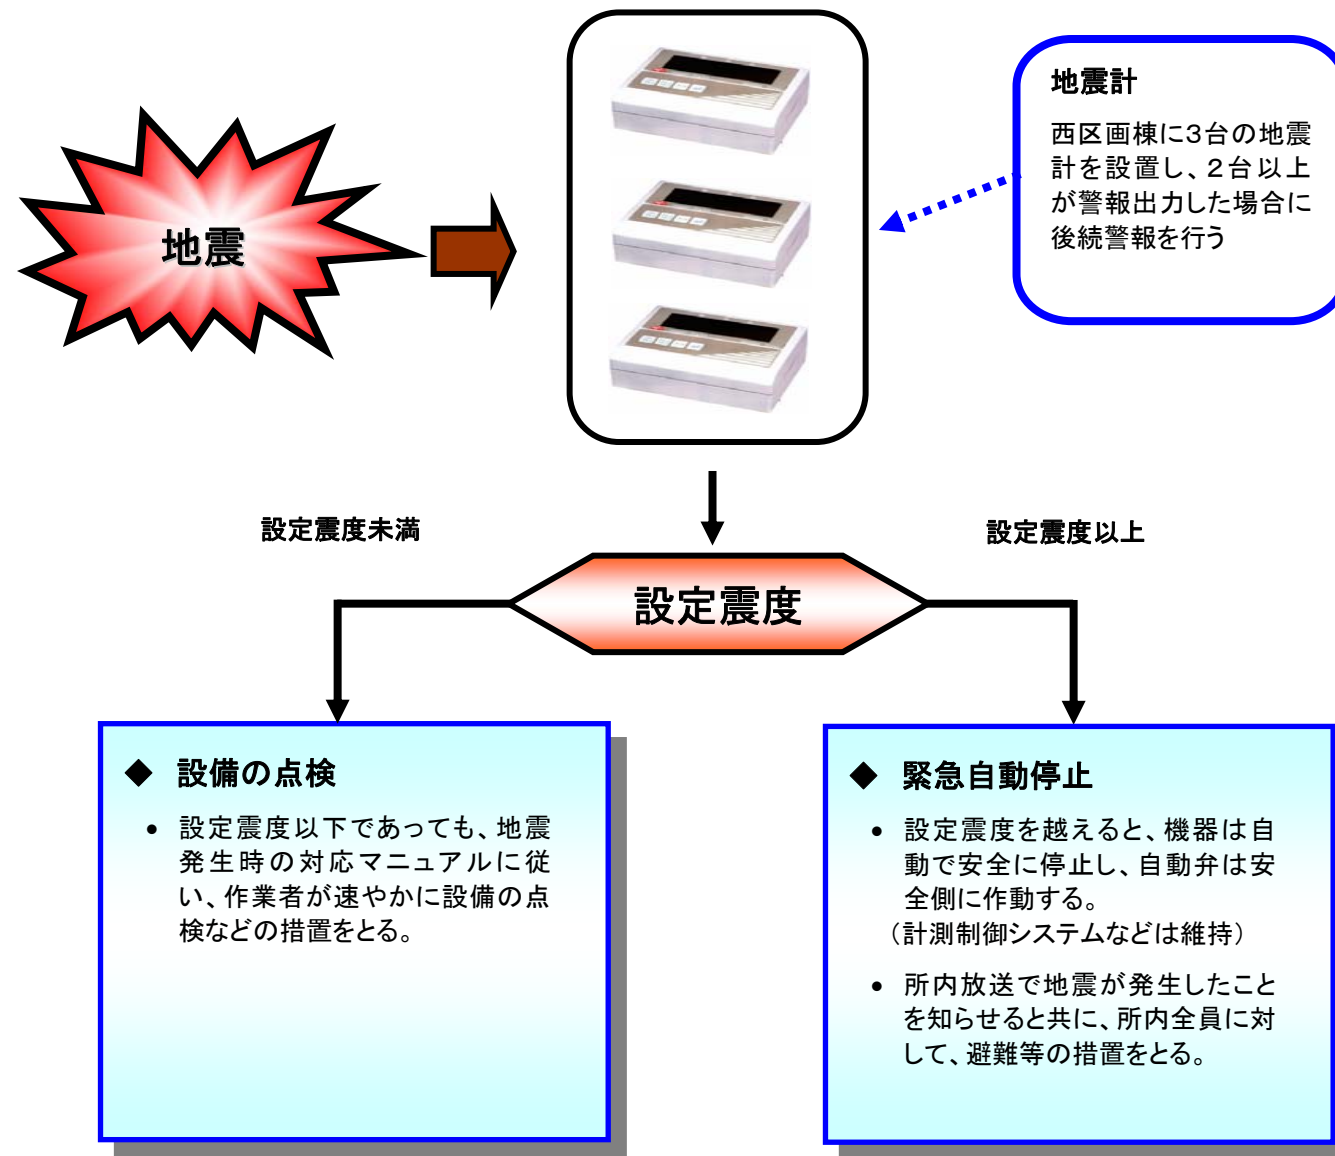 地震
地震計
西区画棟に3台の地震
計を設置し、2台以上
が警報出力した場合に
後続警報を行う
設定震度未満
設定震度以上
設定震度
◆ 設備の点検
• 設定震度以下であっても、地震
発生時の対応マニュアルに従
い、作業者が速やかに設備の点
検などの措置をとる。
◆ 緊急自動停止
• 設定震度を越えると、機器は自
動で安全に停止し、自動弁は安
全側に作動する。
（計測制御システムなどは維持）
• 所内放送で地震が発生したこと
を知らせると共に、所内全員に対
して、避難等の措置をとる。